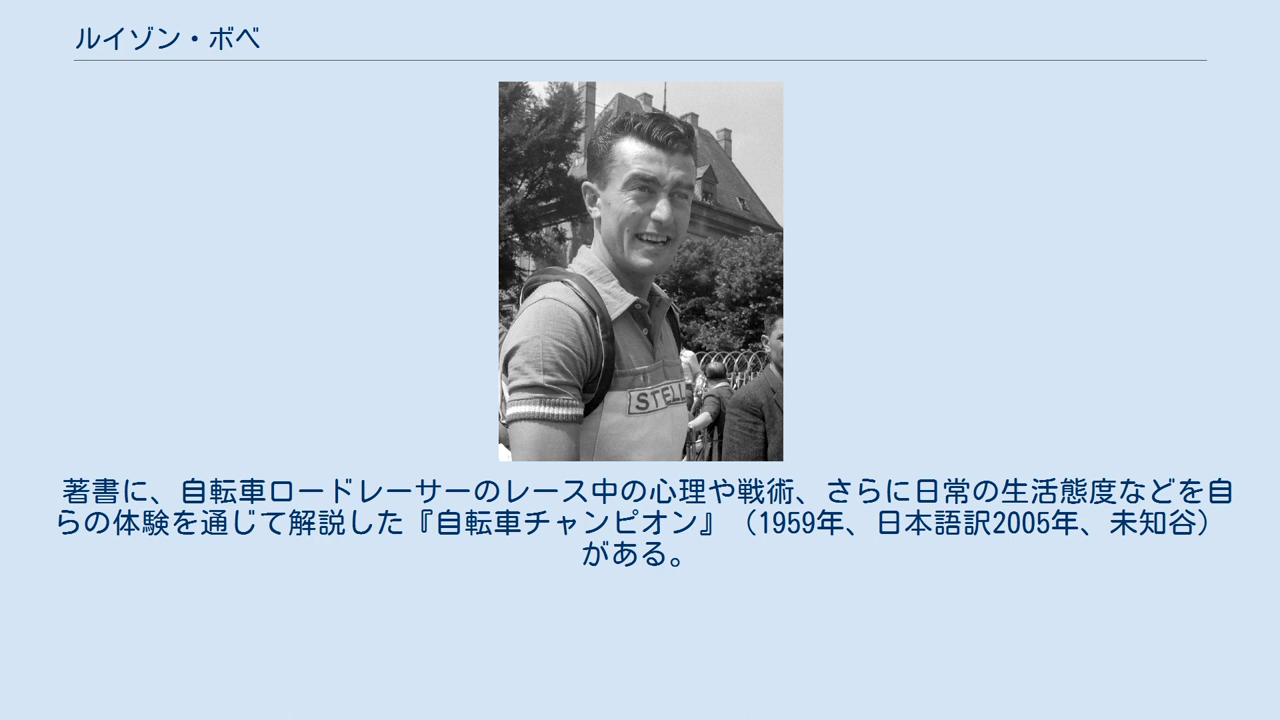 ルイゾン・ボベ
STELL
著書に、自転車ロードレーサーのレース中の心理や戦術、さらに日常の生活態度などを自
らの体験を通じて解説した『自転車チャンピオン』（1959年、日本語訳2005年、未知谷）
がある。